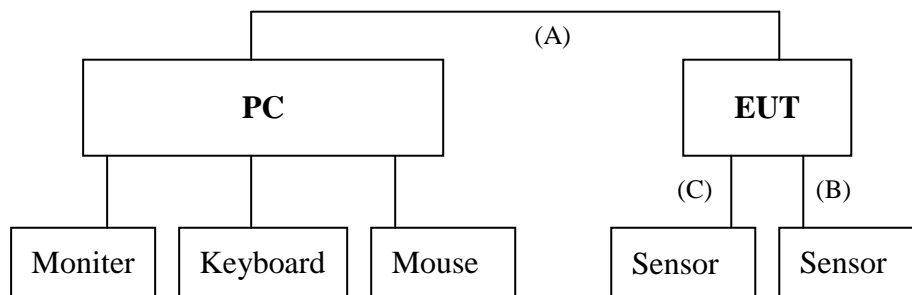 (A)
PC
EUT
(C)
(B)
Moniter
Keyboard
Mouse
Sensor
Sensor